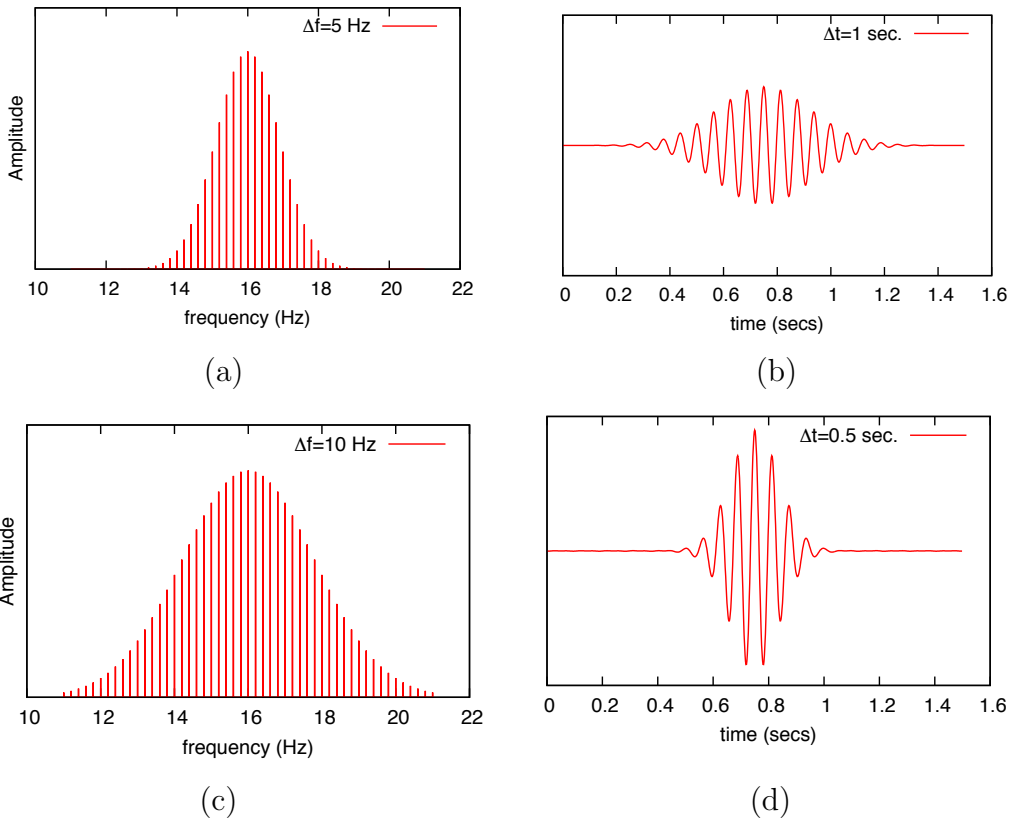 Δf=5 Hz
Amplitude
10 12 14 16 18 20 22
frequency (Hz)
(a)
Δt=1 sec.
0 0.2 0.4 0.6 0.8 1 1.2 1.4 1.6
time (secs)
(b)
Δf=10 Hz
Amplitude
10 12 14 16 18 20 22
frequency (Hz)
(c)
Δt=0.5 sec.
0 0.2 0.4 0.6 0.8 1 1.2 1.4 1.6
time (secs)
(d)